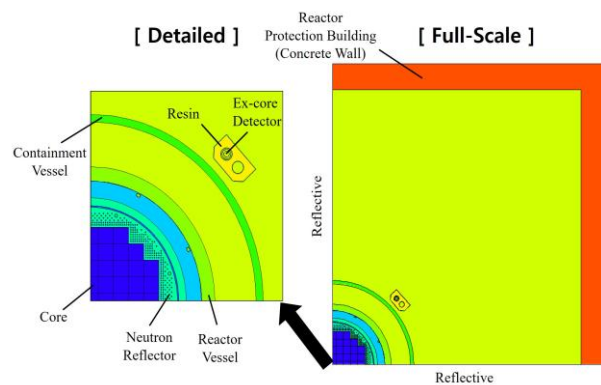 [ Detailed ]
Resin
Ex-core
Detector
Containment
Vessel
Core
Neutron
Reflector
Reactor
Vessel
Reactor
Protection Building
(Concrete Wall)
[ Full-Scale ]
Reflective
Reflective